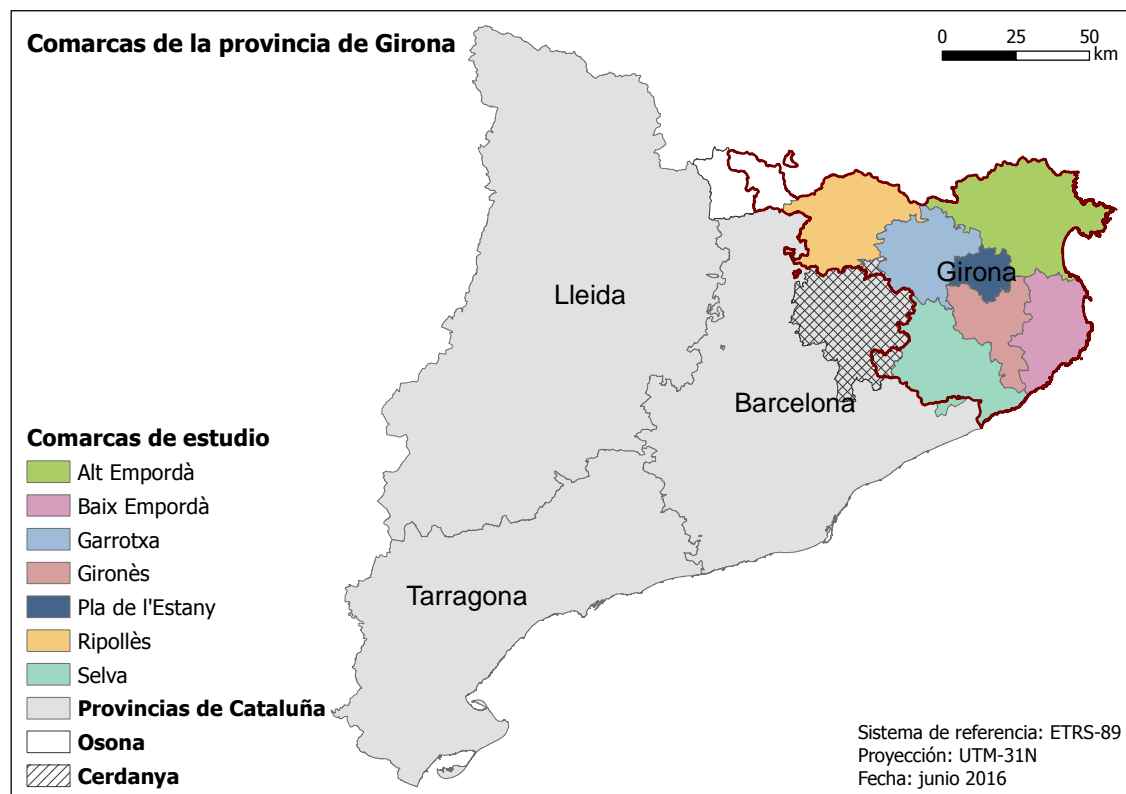 Comarcas de la provincia de Girona
0 25 50
km
Girona
Lleida
Barcelona
Tarragona
Comarcas de estudio
Alt Empordà
Baix Empordà
Garrotxa
Gironès
Pla de l'Estany
Ripollès
Selva
Provincias de Cataluña
Osona
Cerdanya
Sistema de referencia: ETRS-89
Proyección: UTM-31N
Fecha: junio 2016